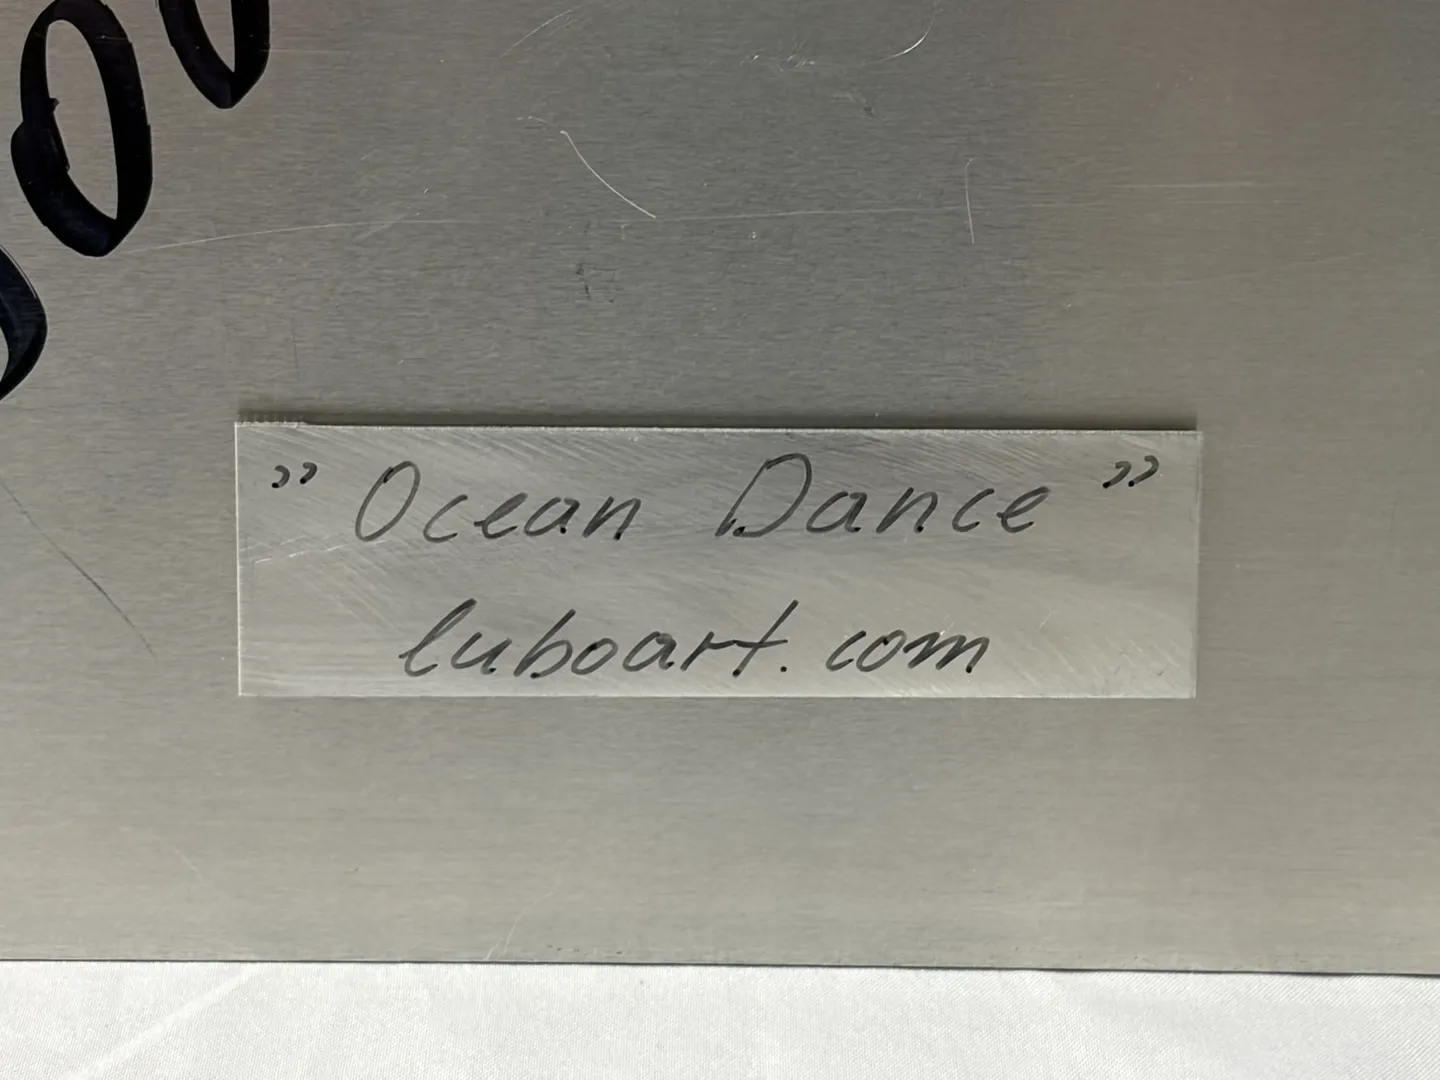 " Ocean Dance "
luboart.com